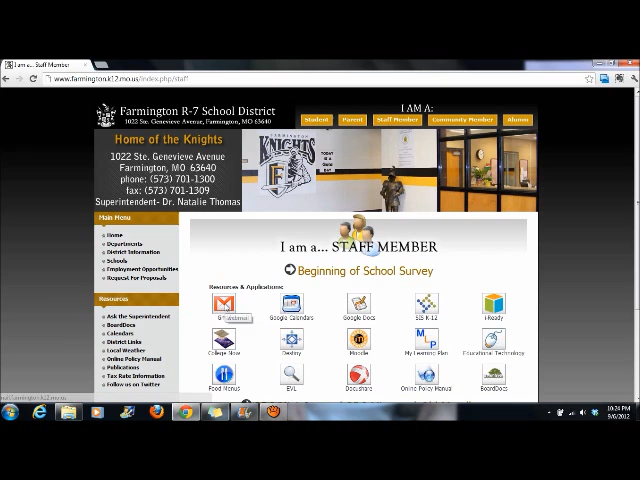 I am a... Staff Member
www.farmington.k12.mo.us/index.php/staff
Farmington R-7 School District
1022 Ste. Genevieve Avenue, Farmington, MO 63640
I AM A:
Student
Parent
Staff Member
Community Member
Alumni
Home of the Knights
1022 Ste. Genevieve Avenue
Farmington, MO 63640
phone: (573) 701-1300
fax: (573) 701-1309
Superintendent- Dr. Natalie Thomas
FARMINGTON
KNIGHTS
F
TODAY
Main Menu
Home
Departments
District Information
Schools
Employment Opportunities
Request For Proposals
Resources
Ask the Superintendent
BoardDocs
Calendars
District Links
Local Weather
Online Policy Manual
Publications
Tax Rate Information
Follow us on Twitter
I am a... STAFF MEMBER
Beginning of School Survey
Resources & Applications:
webmail
Google Calendars
Google Docs
SIS K-12
i-Ready
College Now
Destiny
Moodle
MLP
My Learning Plan
Educational Technology
Food Menus
EVL
Docushare
Online Policy Manual
BoardDocs
10:24 PM
9/6/2012